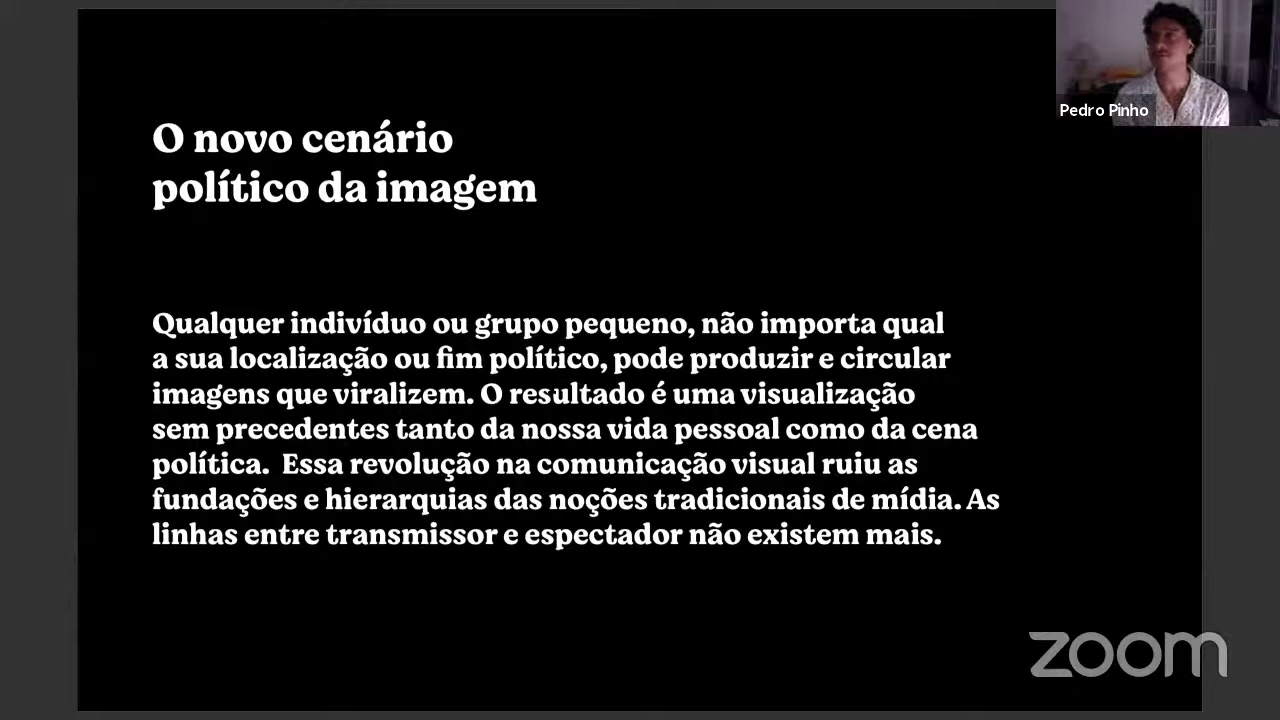 Pedro Pinho
O novo cenário
político da imagem
Qualquer indivíduo ou grupo pequeno, não importa qual
a sua localização ou fim político, pode produzir e circular
imagens que viralizem. O resultado é uma visualização
sem precedentes tanto da nossa vida pessoal como da cena
política.  Essa revolução na comunicação visual ruiu as
fundações e hierarquias das noções tradicionais de mídia. As
linhas entre transmissor e espectador não existem mais.
zoom